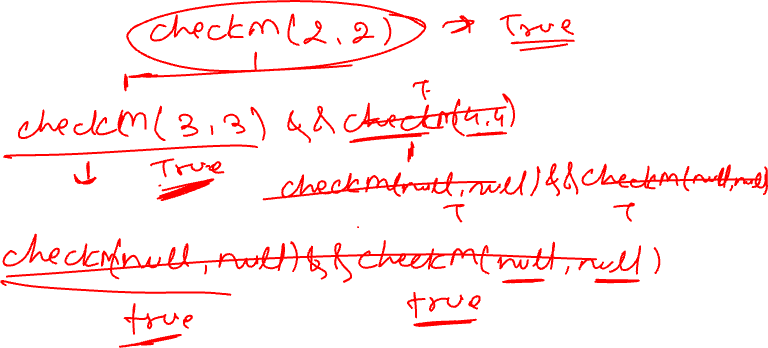 checkM(2,2) → True
T
checkM(3,3) && checkM(4,4)
↓ True
checkM(null,null) && checkM(null,null)
T T
checkM(null,null) && checkM(null,null)
true true